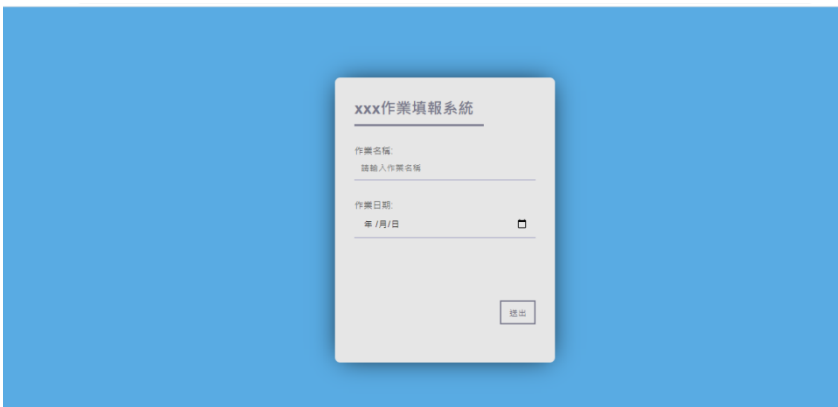 xxx作業填報系統
作業名稱:
請輸入作業名稱
作業日期:
年 /月/日
送出